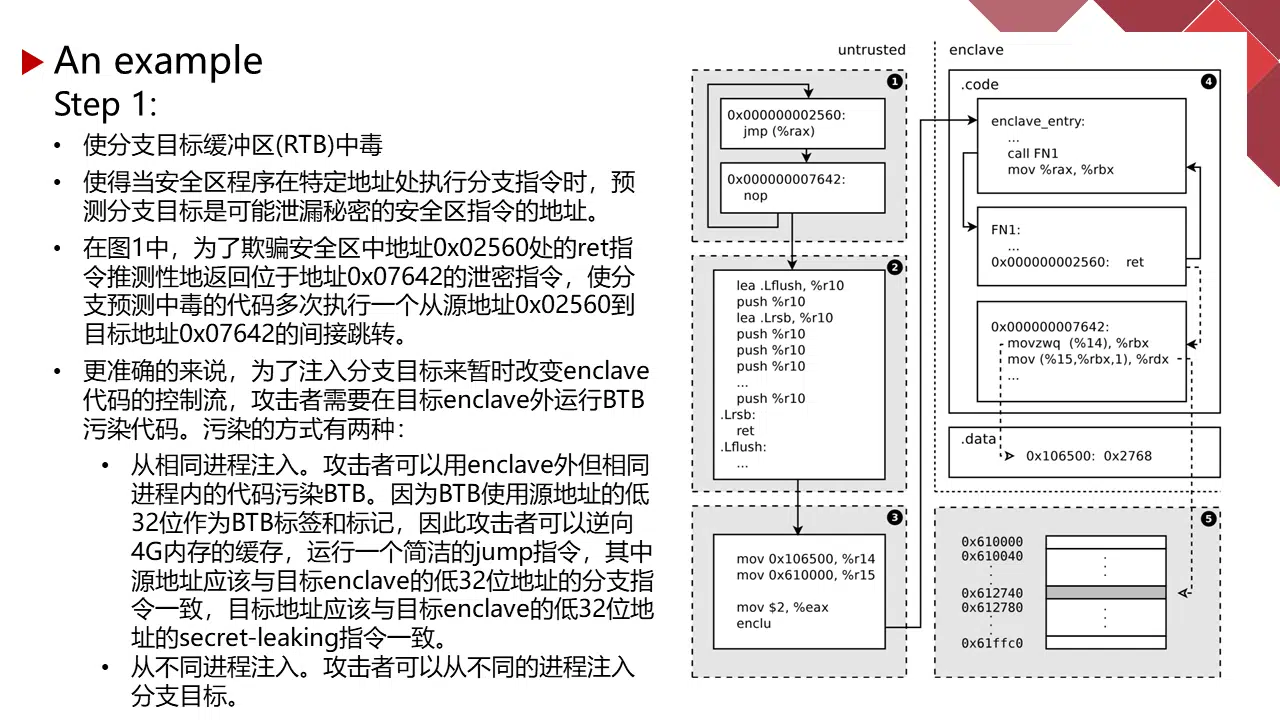 An example
Step 1:
• 使分支目标缓冲区(RTB)中毒
• 使得当安全区程序在特定地址处执行分支指令时，预
测分支目标是可能泄漏秘密的安全区指令的地址。
• 在图1中，为了欺骗安全区中地址0x02560处的ret指
令推测性地返回位于地址0x07642的泄密指令，使分
支预测中毒的代码多次执行一个从源地址0x02560到
目标地址0x07642的间接跳转。
• 更准确的来说，为了注入分支目标来暂时改变enclave
代码的控制流，攻击者需要在目标enclave外运行BTB
污染代码。污染的方式有两种：
• 从相同进程注入。攻击者可以用enclave外但相同
进程内的代码污染BTB。因为BTB使用源地址的低
32位作为BTB标签和标记，因此攻击者可以逆向
4G内存的缓存，运行一个简洁的jump指令，其中
源地址应该与目标enclave的低32位地址的分支指
令一致，目标地址应该与目标enclave的低32位地
址的secret-leaking指令一致。
• 从不同进程注入。攻击者可以从不同的进程注入
分支目标。
untrusted
1
0x000000002560:
jmp (%rax)
0x000000007642:
nop
2
lea .Lflush, %r10
push %r10
lea .Lrsb, %r10
push %r10
push %r10
push %r10
...
push %r10
.Lrsb:
ret
.Lflush:
...
3
mov 0x106500, %r14
mov 0x610000, %r15
mov $2, %eax
enclu
enclave
4
.code
enclave_entry:
...
call FN1
mov %rax, %rbx
FN1:
...
0x000000002560: ret
0x000000007642:
movzwq (%14), %rbx
mov (%15,%rbx,1), %rdx
...
.data
0x106500: 0x2768
5
0x610000
0x610040
0x612740
0x612780
0x61ffc0